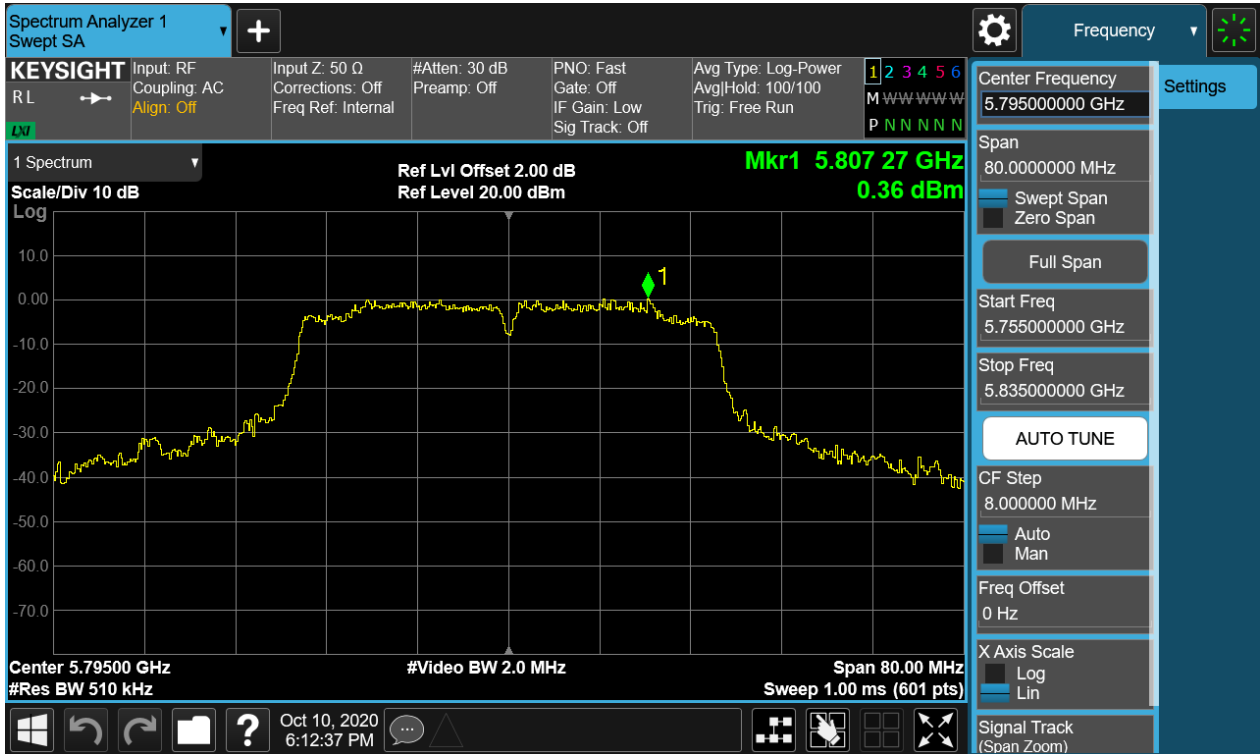 Spectrum Analyzer 1
Swept SA
Frequency
KEYSIGHT
R L
LXI
Input: RF
Coupling: AC
Align: Off
Input Z: 50 Ω
Corrections: Off
Freq Ref: Internal
#Atten: 30 dB
Preamp: Off
PNO: Fast
Gate: Off
IF Gain: Low
Sig Track: Off
Avg Type: Log-Power
Avg|Hold: 100/100
Trig: Free Run
1 2 3 4 5 6
M W W W W W
P N N N N N
1 Spectrum
Scale/Div 10 dB
Ref Lvl Offset 2.00 dB
Ref Level 20.00 dBm
Mkr1 5.807 27 GHz
0.36 dBm
Log
10.0
0.00
-10.0
-20.0
-30.0
-40.0
-50.0
-60.0
-70.0
1
Center 5.79500 GHz
#Res BW 510 kHz
#Video BW 2.0 MHz
Span 80.00 MHz
Sweep 1.00 ms (601 pts)
Center Frequency
5.795000000 GHz
Span
80.0000000 MHz
Swept Span
Zero Span
Full Span
Start Freq
5.755000000 GHz
Stop Freq
5.835000000 GHz
AUTO TUNE
CF Step
8.000000 MHz
Auto
Man
Freq Offset
0 Hz
X Axis Scale
Log
Lin
Signal Track
(Span Zoom)
Settings
?
Oct 10, 2020
6:12:37 PM